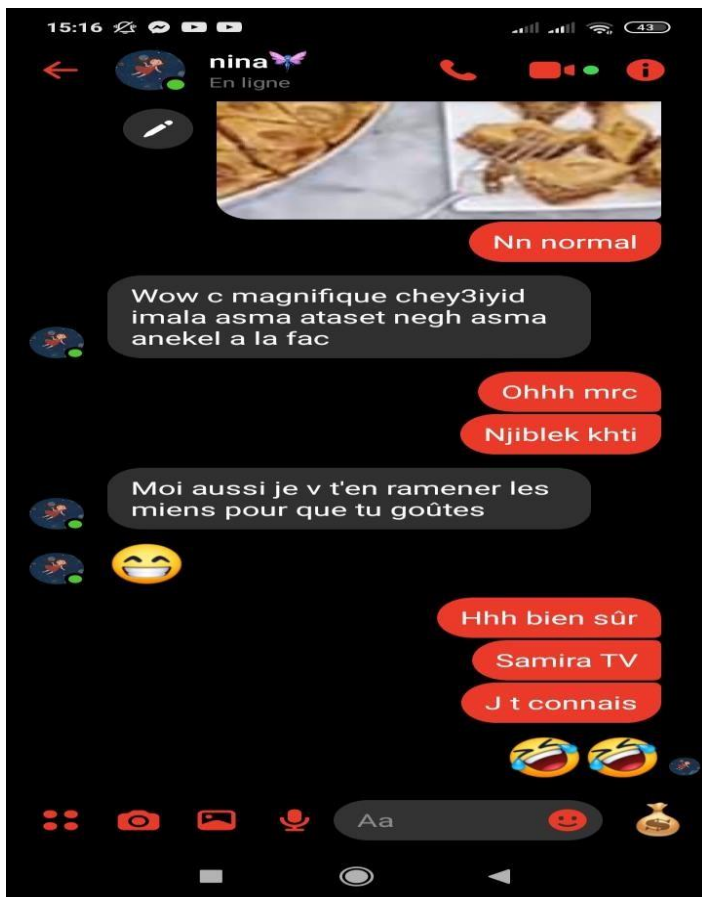 15:16
43
nina
En ligne
Nn normal
Wow c magnifique chey3iyid
imala asma ataset negh asma
anekel a la fac
Ohhh mrc
Njiblek khti
Moi aussi je v t'en ramener les
miens pour que tu goûtes
Hhh bien sûr
Samira TV
J t connais
Aa